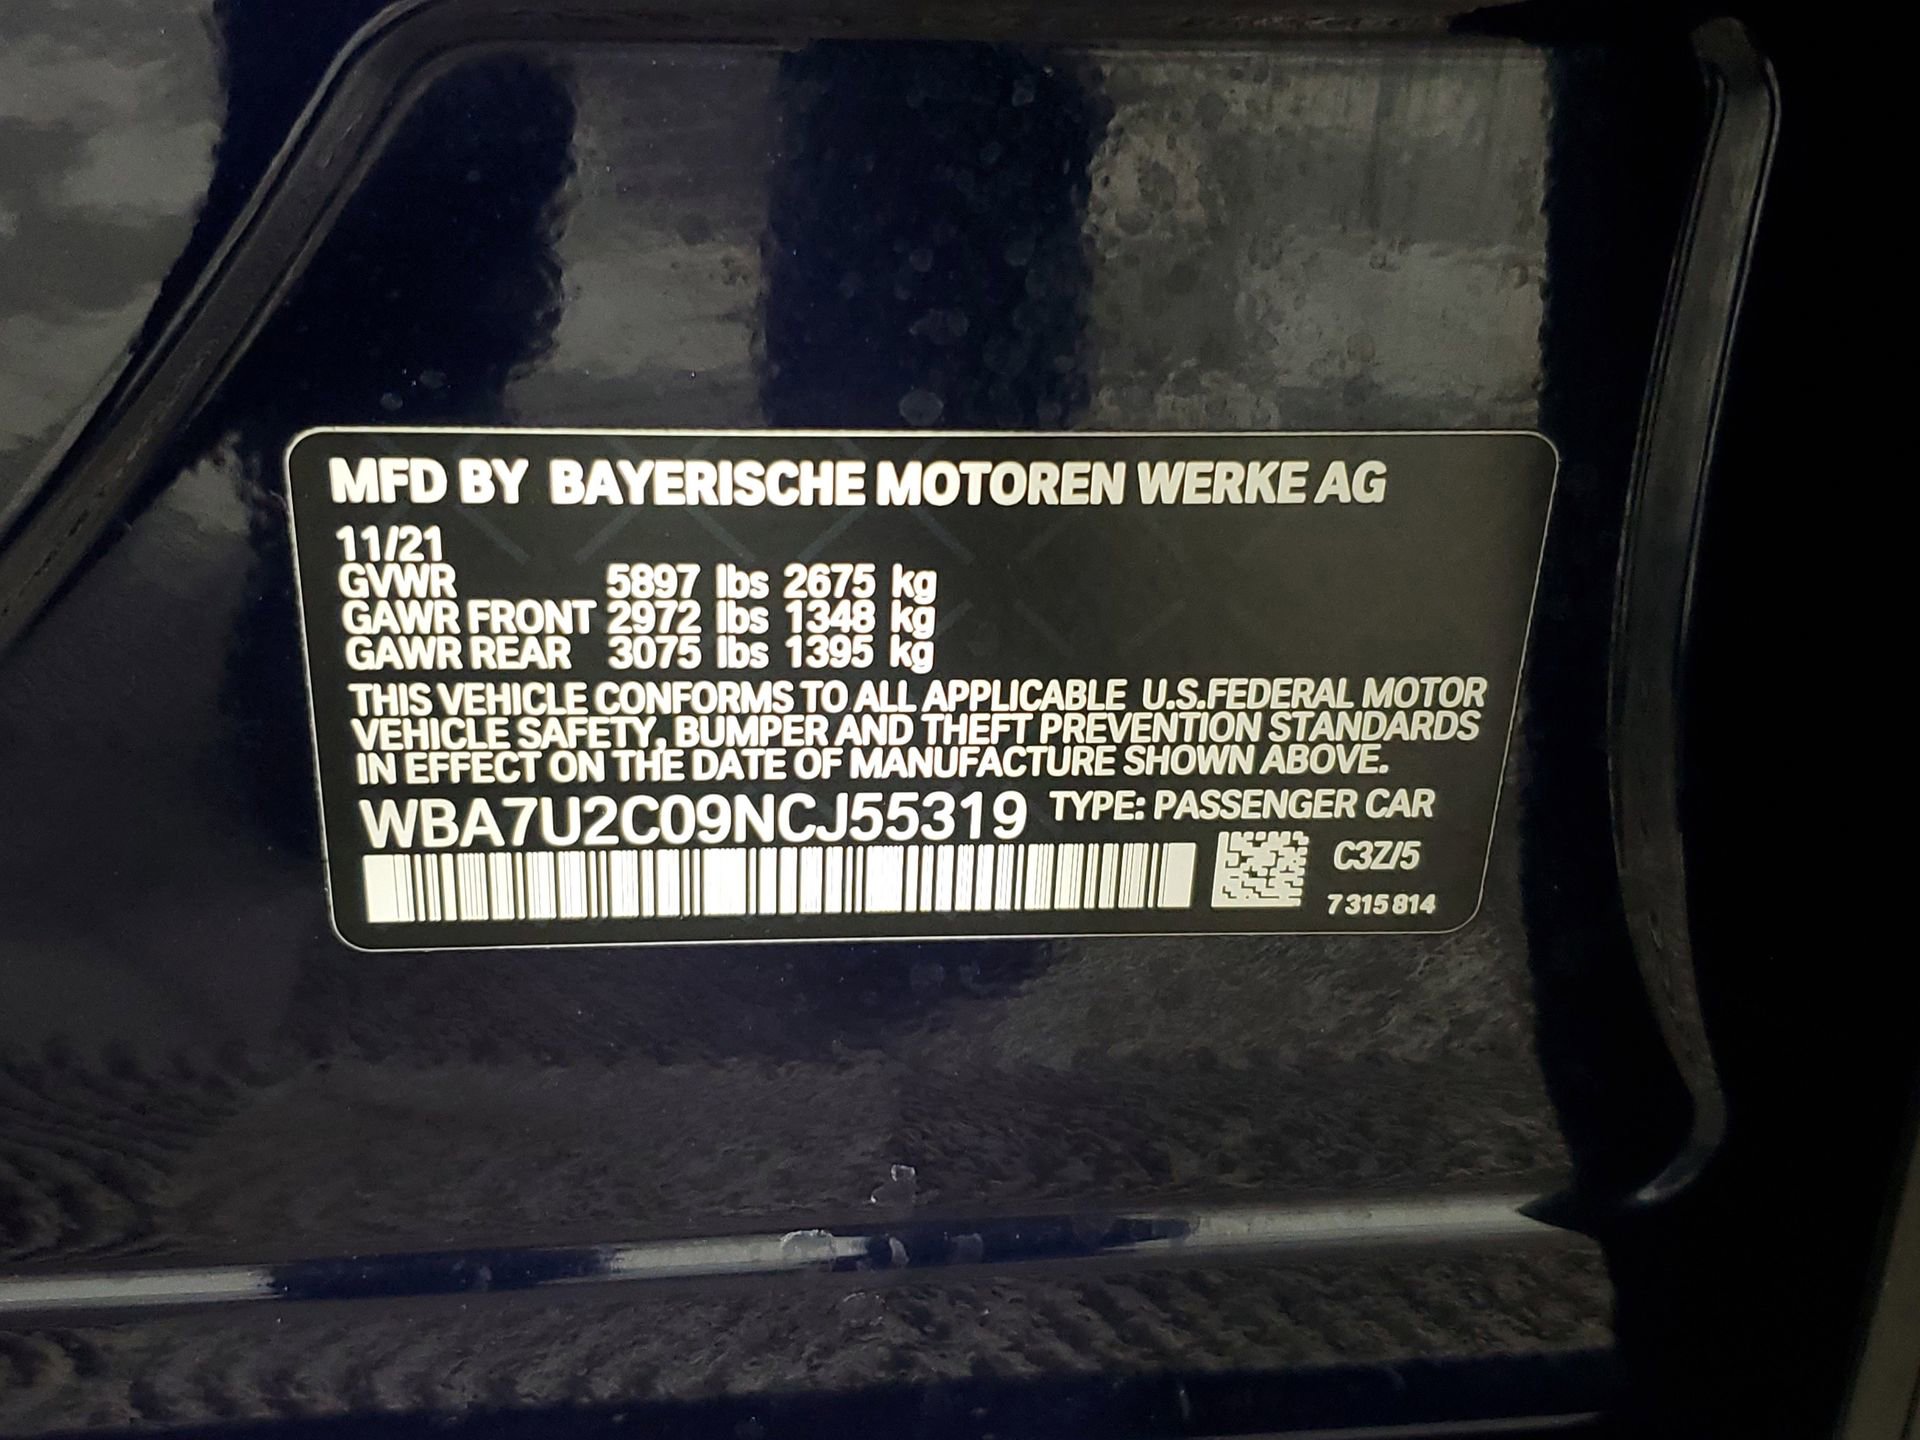 MFD BY BAYERISCHE MOTOREN WERKE AG
11/21
GVWR 5897 lbs 2675 kg
GAWR FRONT 2972 lbs 1348 kg
GAWR REAR 3075 lbs 1395 kg
THIS VEHICLE CONFORMS TO ALL APPLICABLE U.S.FEDERAL MOTOR
VEHICLE SAFETY, BUMPER AND THEFT PREVENTION STANDARDS
IN EFFECT ON THE DATE OF MANUFACTURE SHOWN ABOVE.
WBA7U2C09NCJ55319 TYPE: PASSENGER CAR
C3Z/5
7 315 814